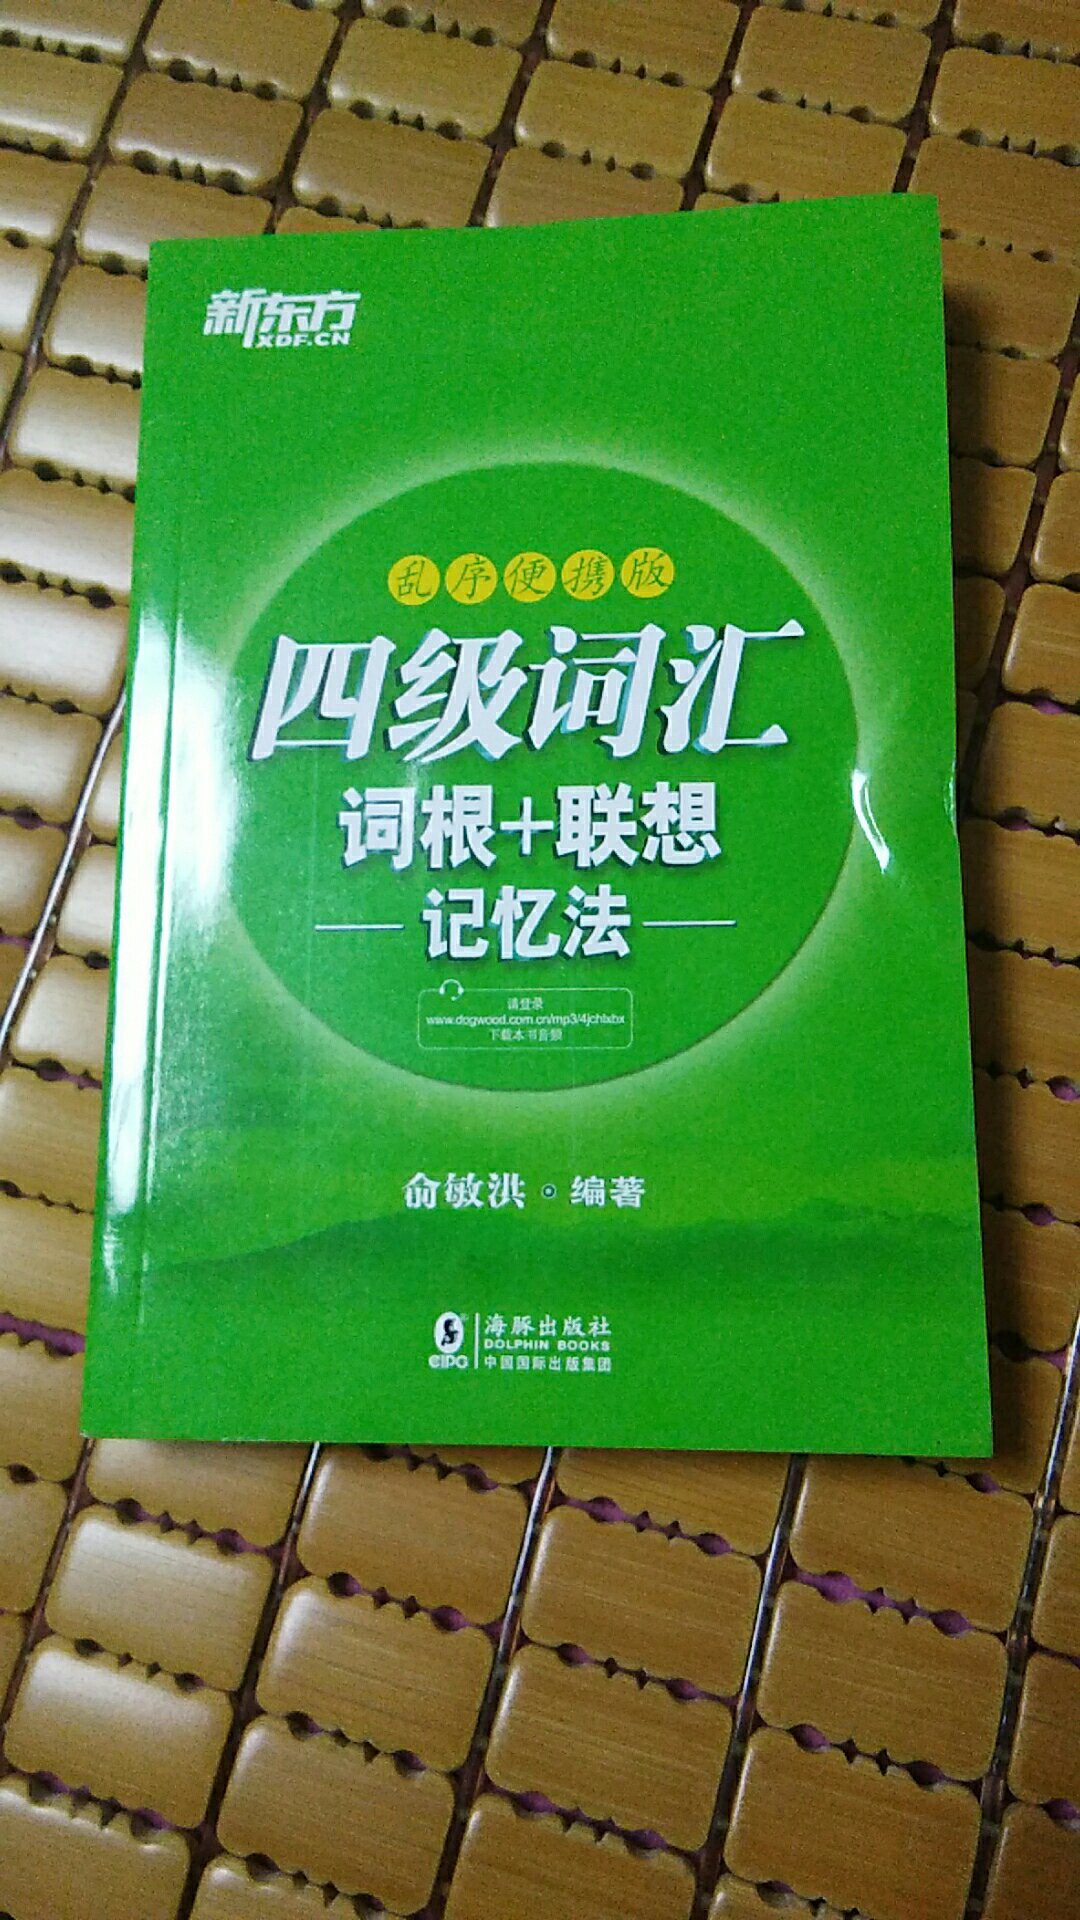 新东方
XDF.CN
乱序便携版
四级词汇
词根+联想
记忆法
请登录
www.dogwood.com.cn/mp3/4jchlxbx
下载本书音频
俞敏洪·编著
海豚出版社
DOLPHIN BOOKS
CIPG
中国国际出版集团